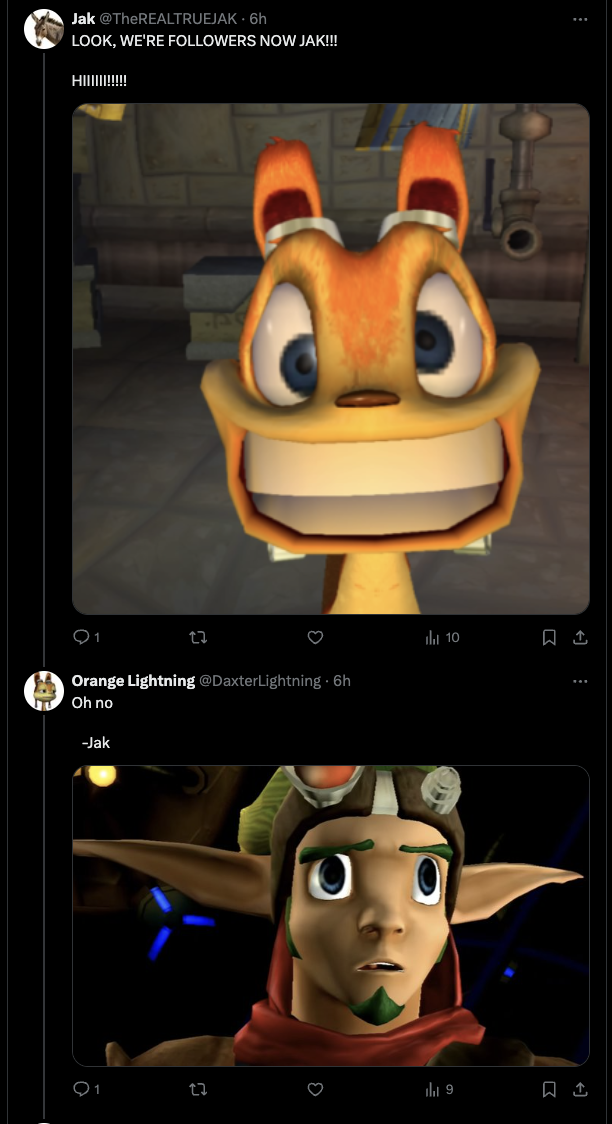 Jak @TheREALTRUEJAK · 6h
LOOK, WE'RE FOLLOWERS NOW JAK!!!
HIIIIII!!!!!
1
10
Orange Lightning @DaxterLightning · 6h
Oh no
-Jak
1
9